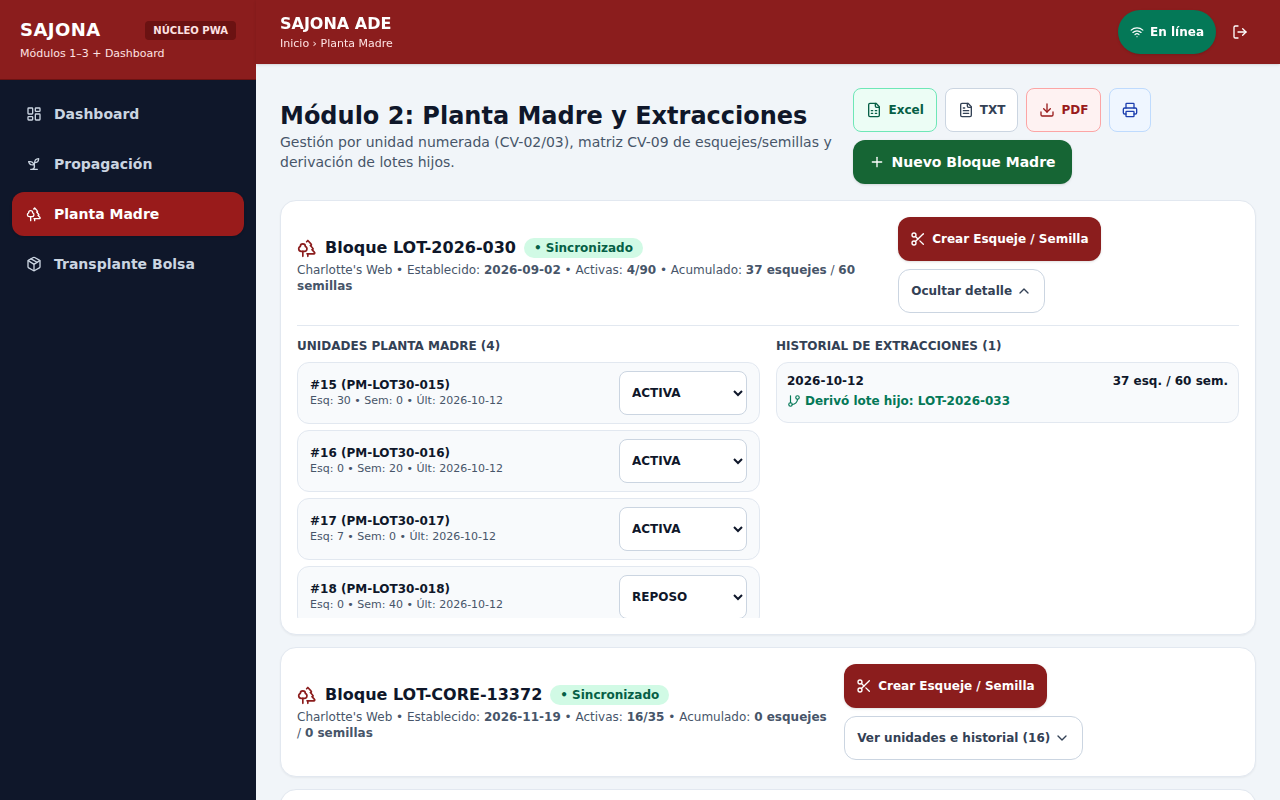 SAJONA
NÚCLEO PWA
Módulos 1–3 + Dashboard
Dashboard
Propagación
Planta Madre
Transplante Bolsa
SAJONA ADE
Inicio › Planta Madre
En línea
Módulo 2: Planta Madre y Extracciones
Gestión por unidad numerada (CV-02/03), matriz CV-09 de esquejes/semillas y
derivación de lotes hijos.
Excel
TXT
PDF
Nuevo Bloque Madre
Bloque LOT-2026-030
• Sincronizado
Charlotte's Web • Establecido: 2026-09-02 • Activas: 4/90 • Acumulado: 37 esquejes / 60
semillas
Crear Esqueje / Semilla
Ocultar detalle
UNIDADES PLANTA MADRE (4)
#15 (PM-LOT30-015)
Esq: 30 • Sem: 0 • Últ: 2026-10-12
ACTIVA
#16 (PM-LOT30-016)
Esq: 0 • Sem: 20 • Últ: 2026-10-12
ACTIVA
#17 (PM-LOT30-017)
Esq: 7 • Sem: 0 • Últ: 2026-10-12
ACTIVA
#18 (PM-LOT30-018)
Esq: 0 • Sem: 40 • Últ: 2026-10-12
REPOSO
HISTORIAL DE EXTRACCIONES (1)
2026-10-12
37 esq. / 60 sem.
Derivó lote hijo: LOT-2026-033
Bloque LOT-CORE-13372
• Sincronizado
Charlotte's Web • Establecido: 2026-11-19 • Activas: 16/35 • Acumulado: 0 esquejes
/ 0 semillas
Crear Esqueje / Semilla
Ver unidades e historial (16)